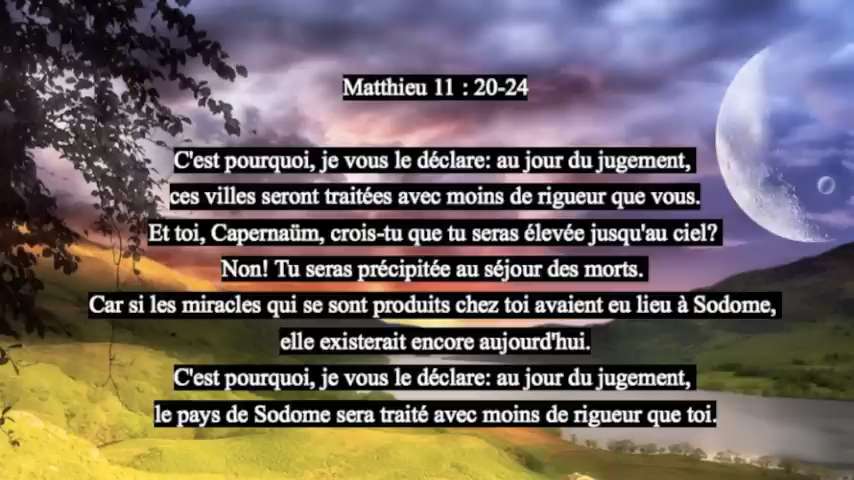 Matthieu 11 : 20-24
C'est pourquoi, je vous le déclare: au jour du jugement,
ces villes seront traitées avec moins de rigueur que vous.
Et toi, Capernaüm, crois-tu que tu seras élevée jusqu'au ciel?
Non! Tu seras précipitée au séjour des morts.
Car si les miracles qui se sont produits chez toi avaient eu lieu à Sodome,
elle existerait encore aujourd'hui.
C'est pourquoi, je vous le déclare: au jour du jugement,
le pays de Sodome sera traité avec moins de rigueur que toi.